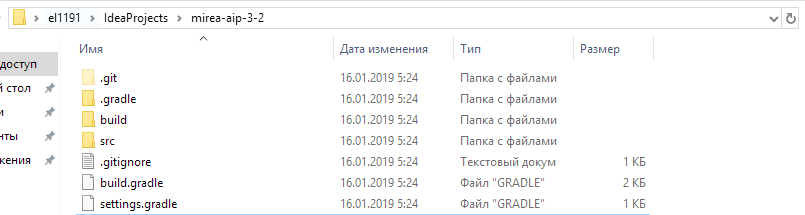 el1191 > IdeaProjects > mirea-aip-3-2
Имя Дата изменения Тип Размер
доступ
.git 16.01.2019 5:24 Папка с файлами
й стол
.gradle 16.01.2019 5:24 Папка с файлами
и
build 16.01.2019 5:24 Папка с файлами
нты
src 16.01.2019 5:24 Папка с файлами
жения
.gitignore 16.01.2019 5:24 Текстовый докум 1 КБ
build.gradle 16.01.2019 5:24 Файл "GRADLE" 2 КБ
settings.gradle 16.01.2019 5:24 Файл "GRADLE" 1 КБ